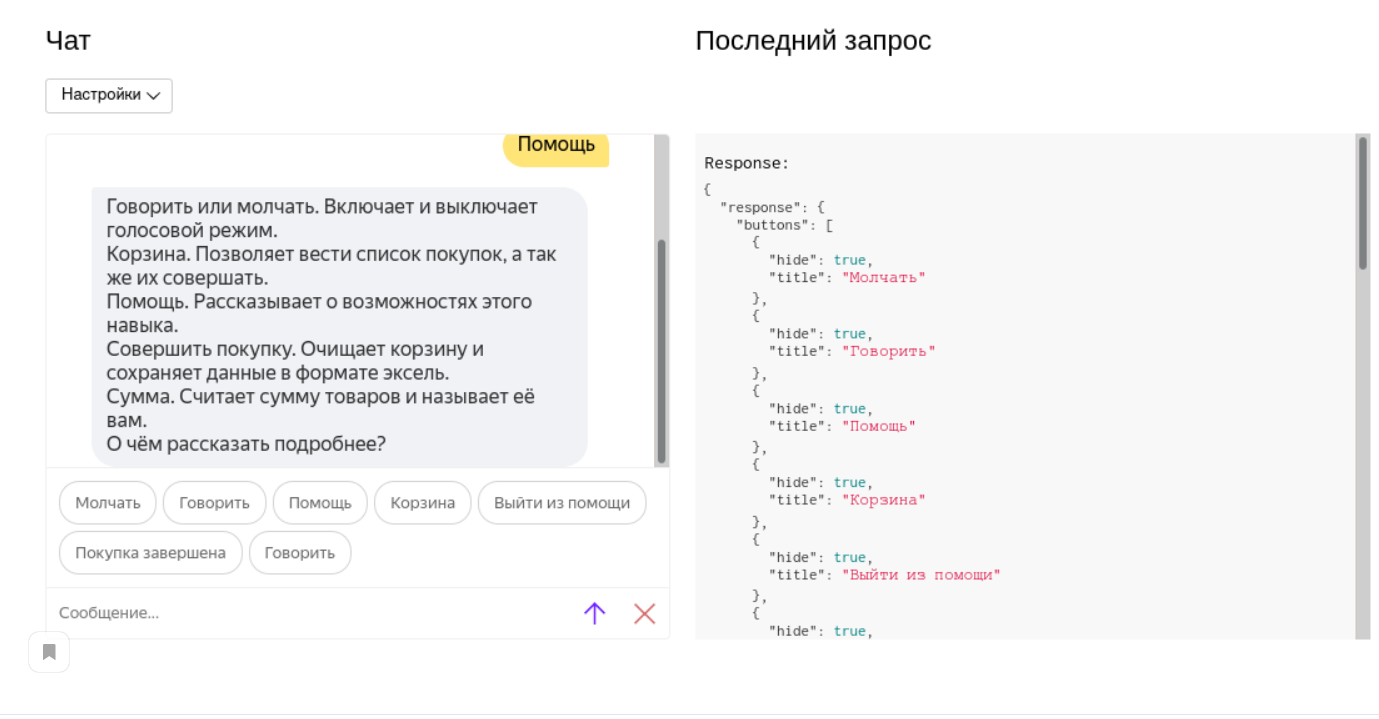 Чат
Последний запрос
Настройки
Помощь
Говорить или молчать. Включает и выключает
голосовой режим.
Корзина. Позволяет вести список покупок, а так
же их совершать.
Помощь. Рассказывает о возможностях этого
навыка.
Совершить покупку. Очищает корзину и
сохраняет данные в формате эксель.
Сумма. Считает сумму товаров и называет её
вам.
О чём рассказать подробнее?
Молчать Говорить Помощь Корзина Выйти из помощи
Покупка завершена Говорить
Сообщение...
Response:
{
"response": {
"buttons": [
{
"hide": true,
"title": "Молчать"
},
{
"hide": true,
"title": "Говорить"
},
{
"hide": true,
"title": "Помощь"
},
{
"hide": true,
"title": "Корзина"
},
{
"hide": true,
"title": "Выйти из помощи"
},
{
"hide": true,